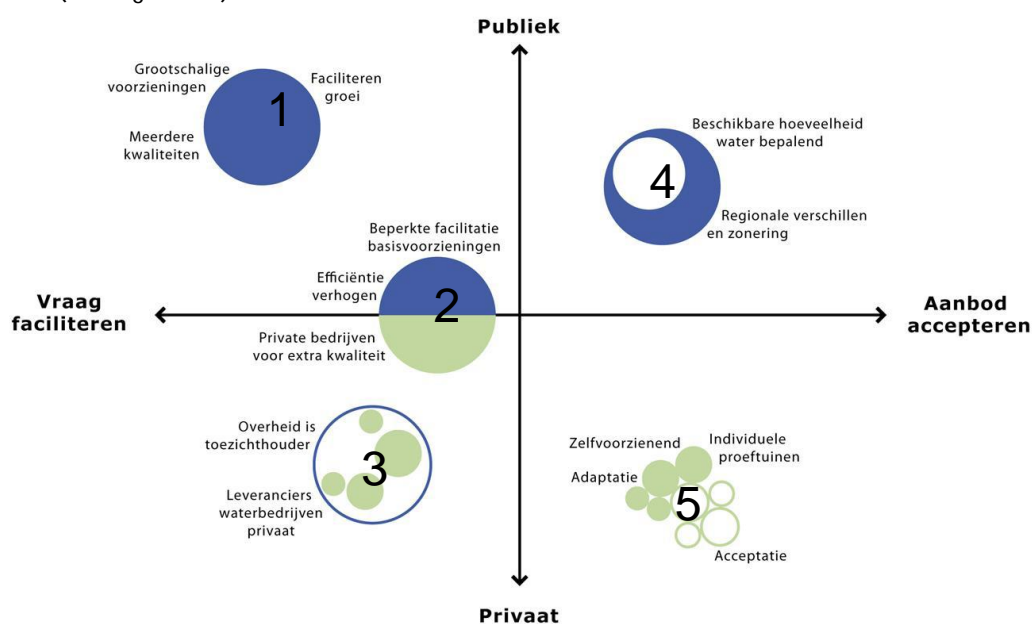 Publiek
Grootschalige
voorzieningen
Faciliteren
groei
1
Meerdere
kwaliteiten
Beschikbare hoeveelheid
water bepalend
4
Regionale verschillen
en zonering
Beperkte facilitatie
basisvoorzieningen
Efficiëntie
verhogen
2
Private bedrijven
voor extra kwaliteit
Vraag
faciliteren
Aanbod
accepteren
Overheid is
toezichthouder
3
Leveranciers
waterbedrijven
privaat
Zelfvoorzienend
Individuele
proeftuinen
Adaptatie
5
Acceptatie
Privaat